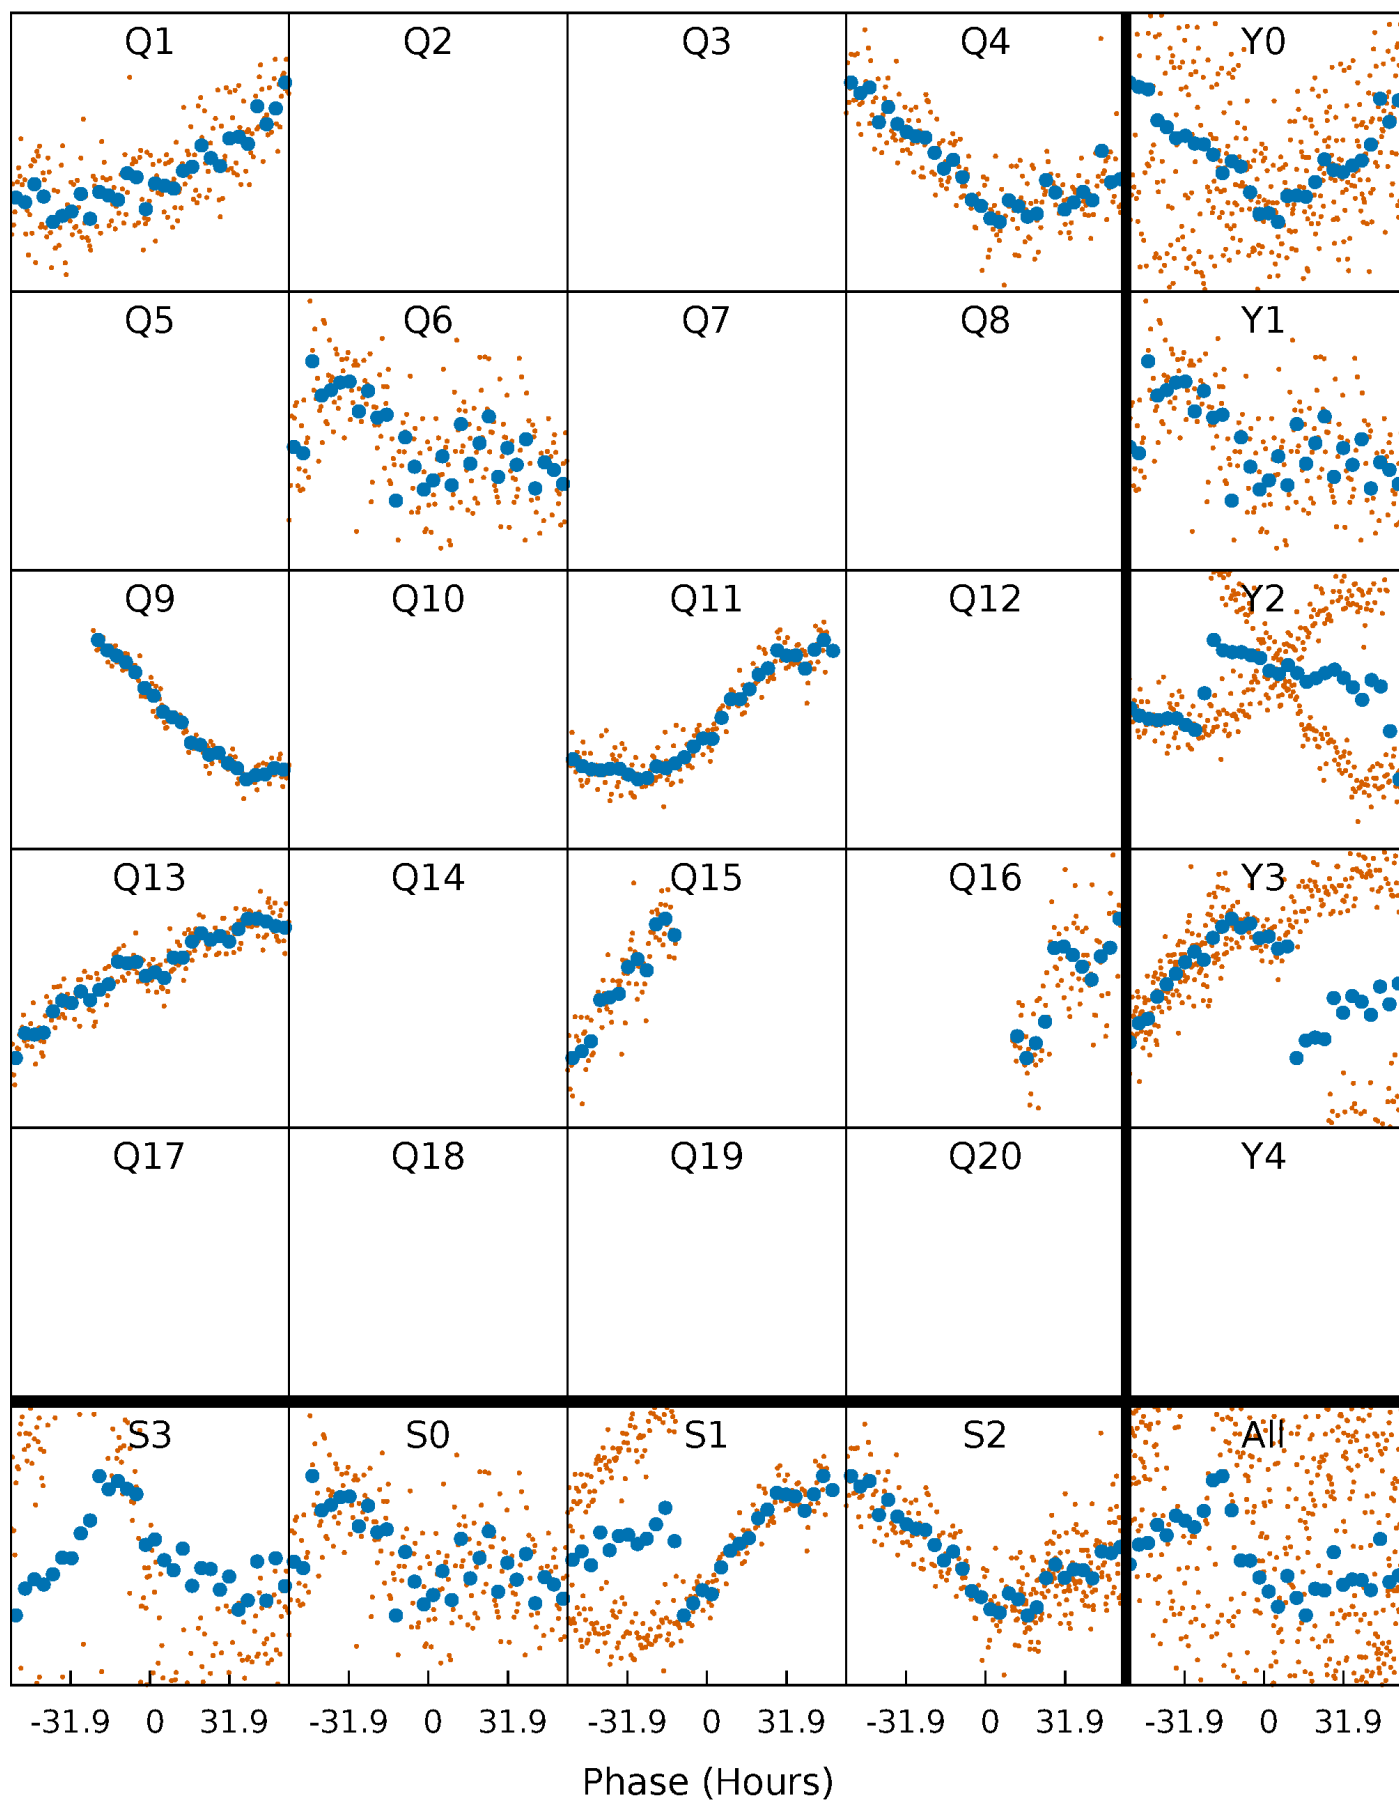 Q1 Q2 Q3 Q4 Y0
Q5 Q6 Q7 Q8 Y1
Q9 Q10 Q11 Q12 Y2
Q13 Q14 Q15 Q16 Y3
Q17 Q18 Q19 Q20 Y4
S3 S0 S1 S2 All
-31.9 0 31.9 -31.9 0 31.9 -31.9 0 31.9 -31.9 0 31.9 -31.9 0 31.9
Phase (Hours)